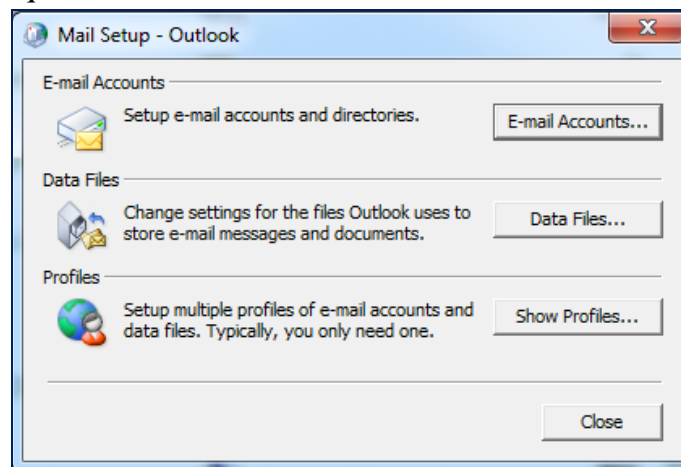 Mail Setup - Outlook
E-mail Accounts
Setup e-mail accounts and directories.
E-mail Accounts...
Data Files
Change settings for the files Outlook uses to
store e-mail messages and documents.
Data Files...
Profiles
Setup multiple profiles of e-mail accounts and
data files. Typically, you only need one.
Show Profiles...
Close